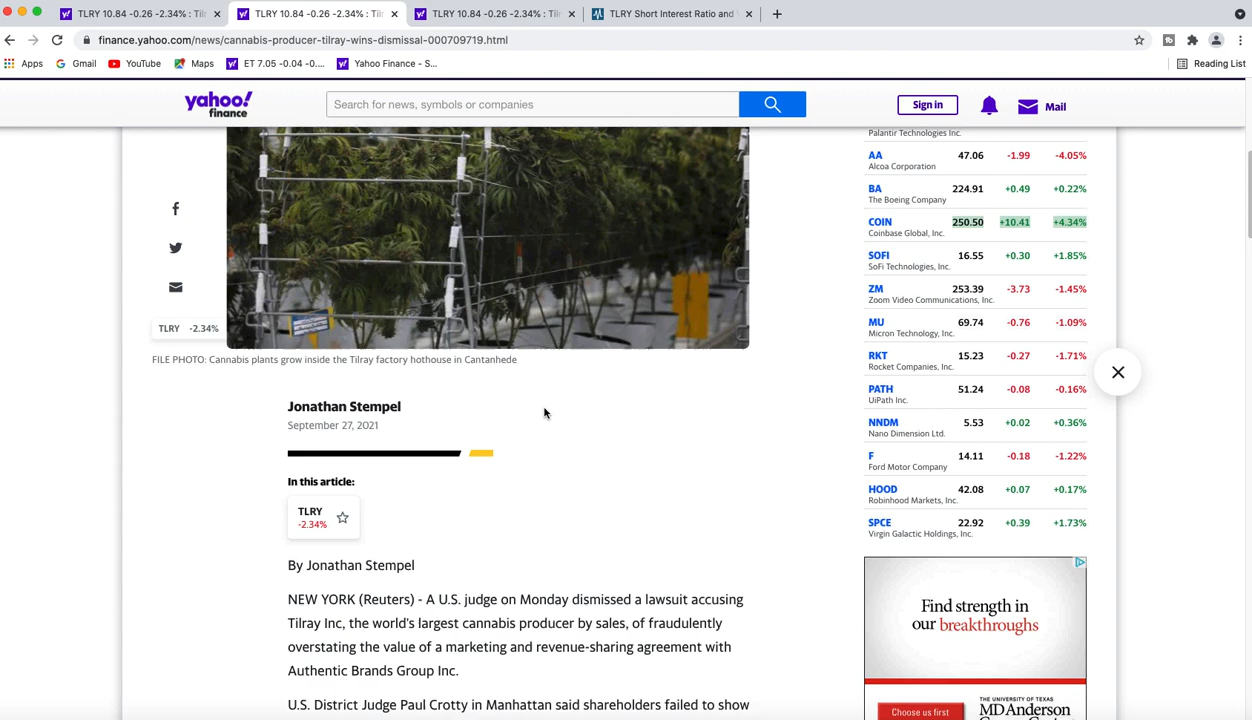 TLRY 10.84 -0.26 -2.34% : Til
TLRY 10.84 -0.26 -2.34% : Til
TLRY 10.84 -0.26 -2.34% : Til
TLRY Short Interest Ratio and
finance.yahoo.com/news/cannabis-producer-tilray-wins-dismissal-000709719.html
Apps
Gmail
YouTube
Maps
ET 7.05 -0.04 -0....
Yahoo Finance - S...
Reading List
yahoo!
finance
Search for news, symbols or companies
Sign in
Mail
Palantir Technologies Inc.
AA 47.06 -1.99 -4.05%
Alcoa Corporation
BA 224.91 +0.49 +0.22%
The Boeing Company
COIN 250.50 +10.41 +4.34%
Coinbase Global, Inc.
SOFI 16.55 +0.30 +1.85%
SoFi Technologies, Inc.
ZM 253.39 -3.73 -1.45%
Zoom Video Communications, Inc.
MU 69.74 -0.76 -1.09%
Micron Technology, Inc.
RKT 15.23 -0.27 -1.71%
Rocket Companies, Inc.
PATH 51.24 -0.08 -0.16%
UiPath Inc.
NNDM 5.53 +0.02 +0.36%
Nano Dimension Ltd.
F 14.11 -0.18 -1.22%
Ford Motor Company
HOOD 42.08 +0.07 +0.17%
Robinhood Markets, Inc.
SPCE 22.92 +0.39 +1.73%
Virgin Galactic Holdings, Inc.
TLRY -2.34%
FILE PHOTO: Cannabis plants grow inside the Tilray factory hothouse in Cantanhede
Jonathan Stempel
September 27, 2021
In this article:
TLRY
-2.34%
By Jonathan Stempel
NEW YORK (Reuters) - A U.S. judge on Monday dismissed a lawsuit accusing
Tilray Inc, the world's largest cannabis producer by sales, of fraudulently
overstating the value of a marketing and revenue-sharing agreement with
Authentic Brands Group Inc.
U.S. District Judge Paul Crotty in Manhattan said shareholders failed to show
Find strength in
our breakthroughs
Choose us first
THE UNIVERSITY OF TEXAS
MD Anderson